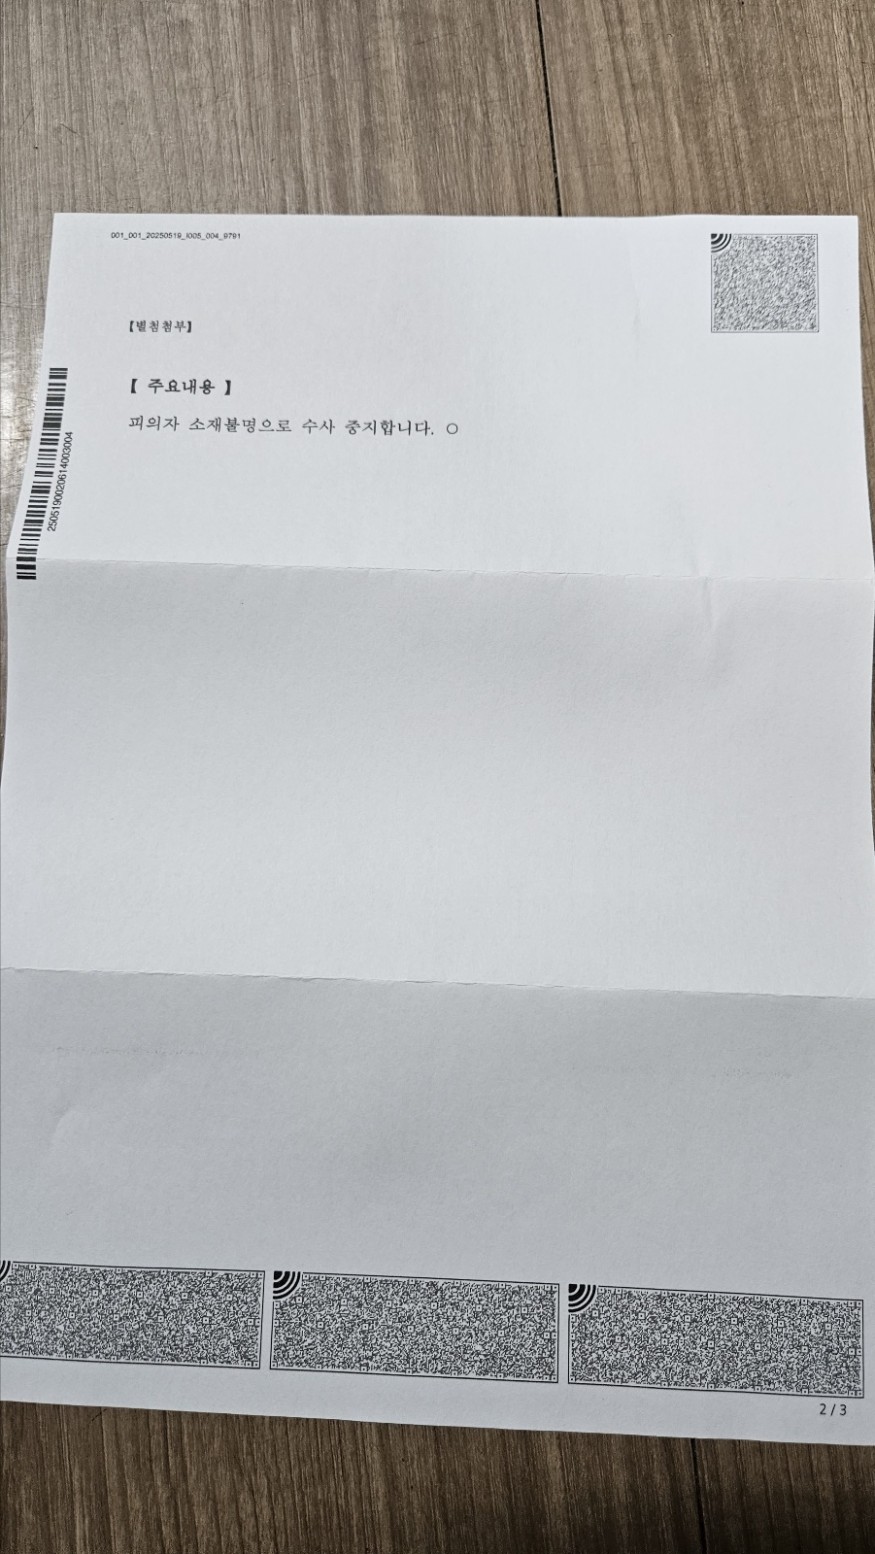 001_001_20250519_I005_004_9791
【별첨첨부】
【 주요내용 】
피의자 소재불명으로 수사 중지합니다. ○
2505190020614003004
2 / 3